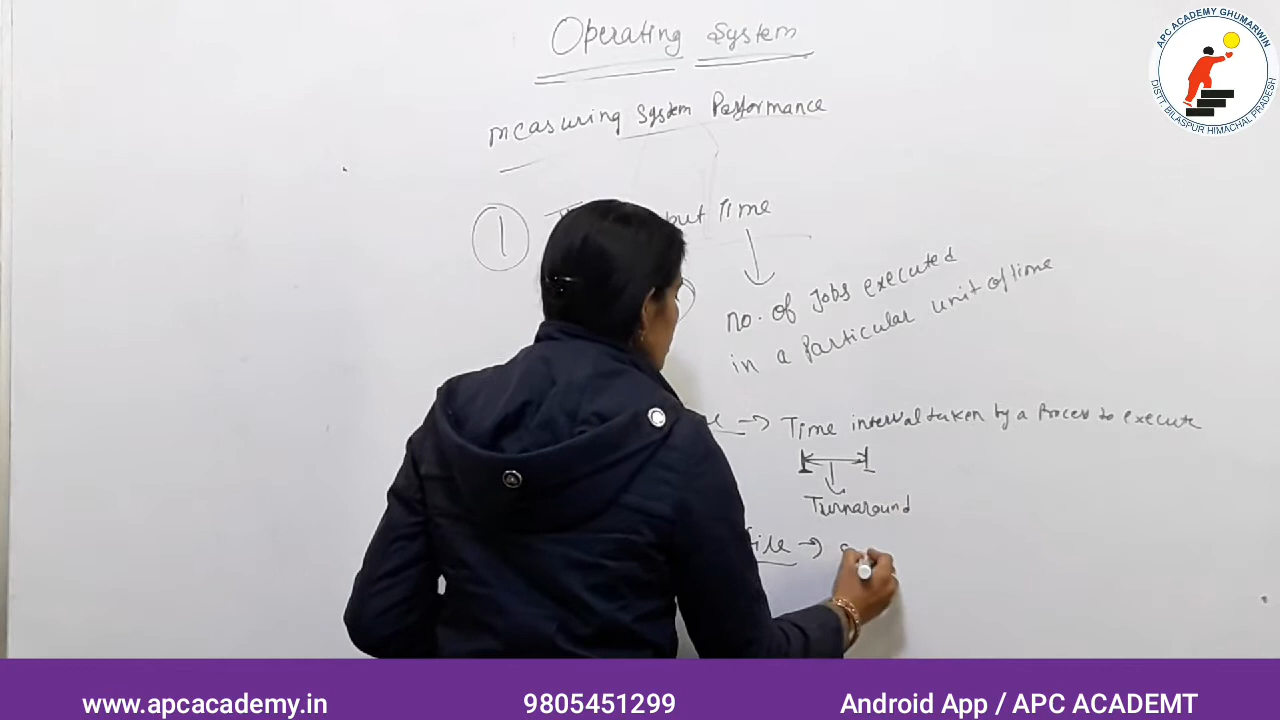 Operating System
measuring System Performance
1 put Time
no. of Jobs executed
in a Particular unit of time
→ Time interval taken by a Process to execute
Turnaround
→
APC ACADEMY GHUMARWIN
DISTT. BILASPUR HIMACHAL PRADESH
www.apcacademy.in 9805451299 Android App / APC ACADEMT